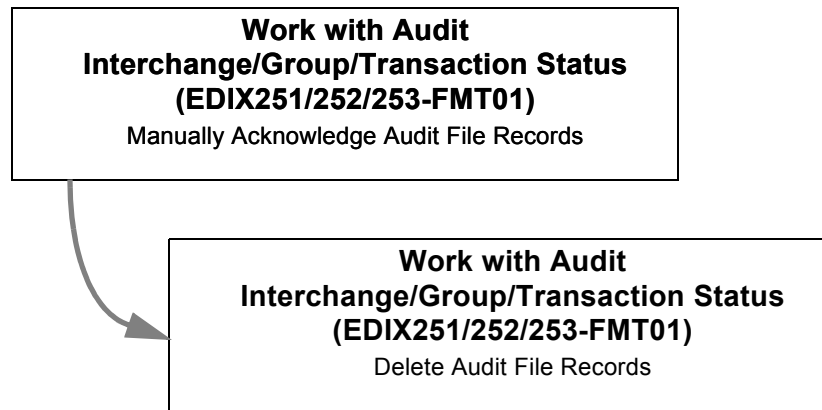 Work with Audit
Interchange/Group/Transaction Status
(EDIX251/252/253-FMT01)
Manually Acknowledge Audit File Records
Work with Audit
Interchange/Group/Transaction Status
(EDIX251/252/253-FMT01)
Delete Audit File Records